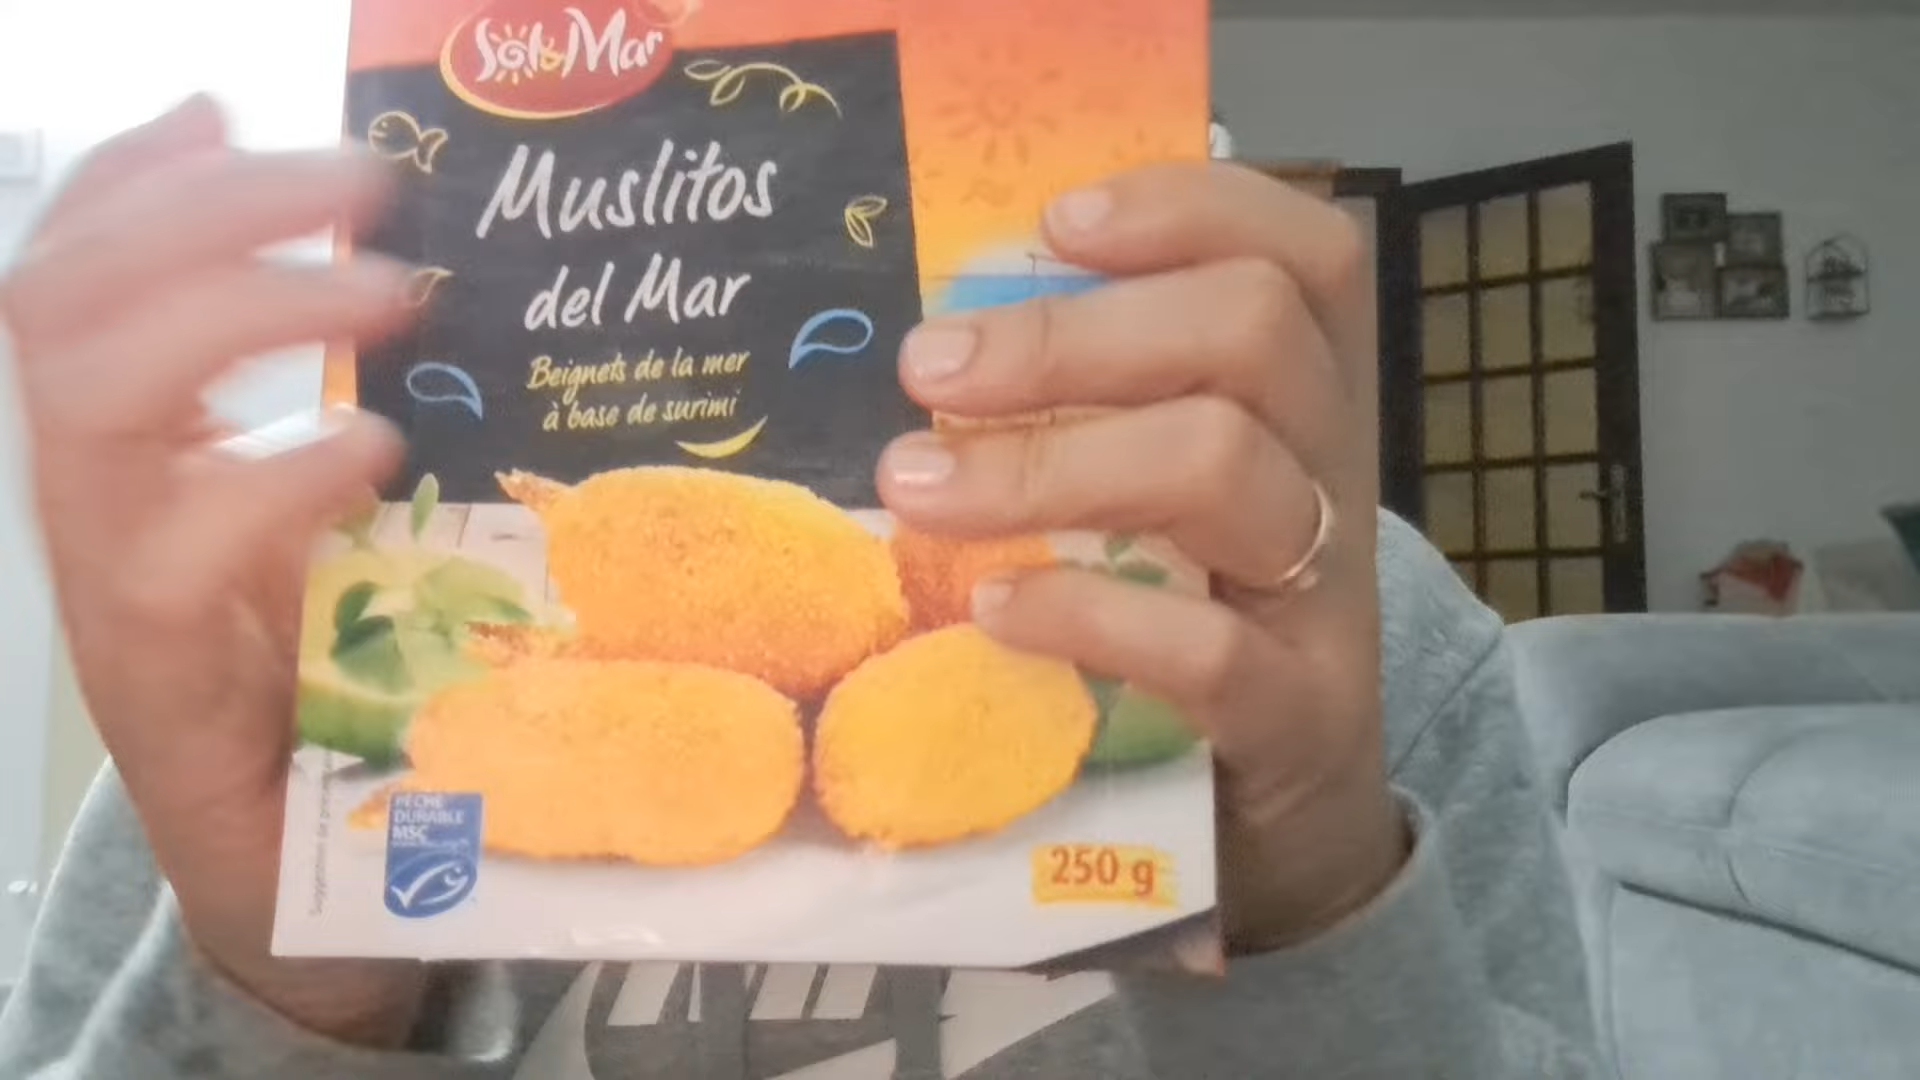 Sol&Mar
Muslitos
del Mar
Beignets de la mer
à base de surimi
PÊCHE
DURABLE
MSC
250 g